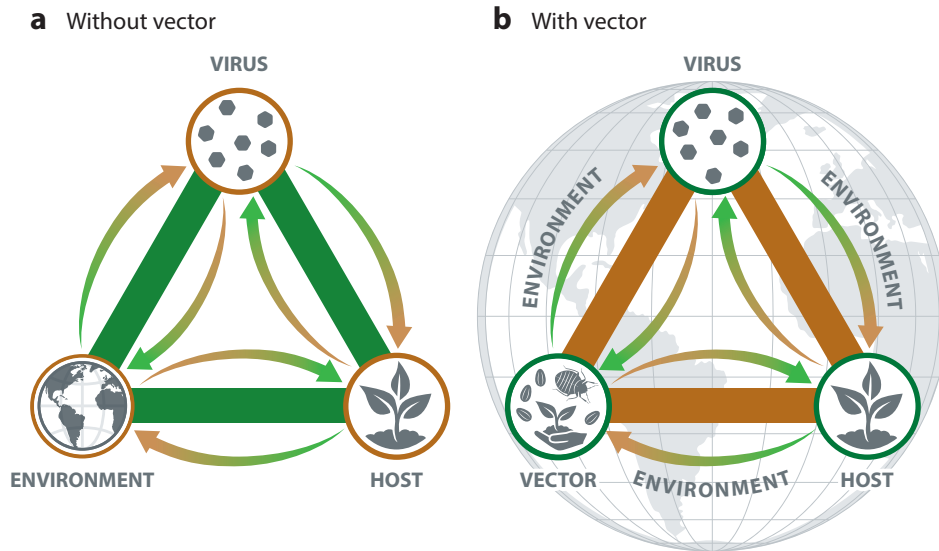 a Without vector
VIRUS
ENVIRONMENT
HOST
b With vector
VIRUS
ENVIRONMENT
ENVIRONMENT
VECTOR
ENVIRONMENT
HOST